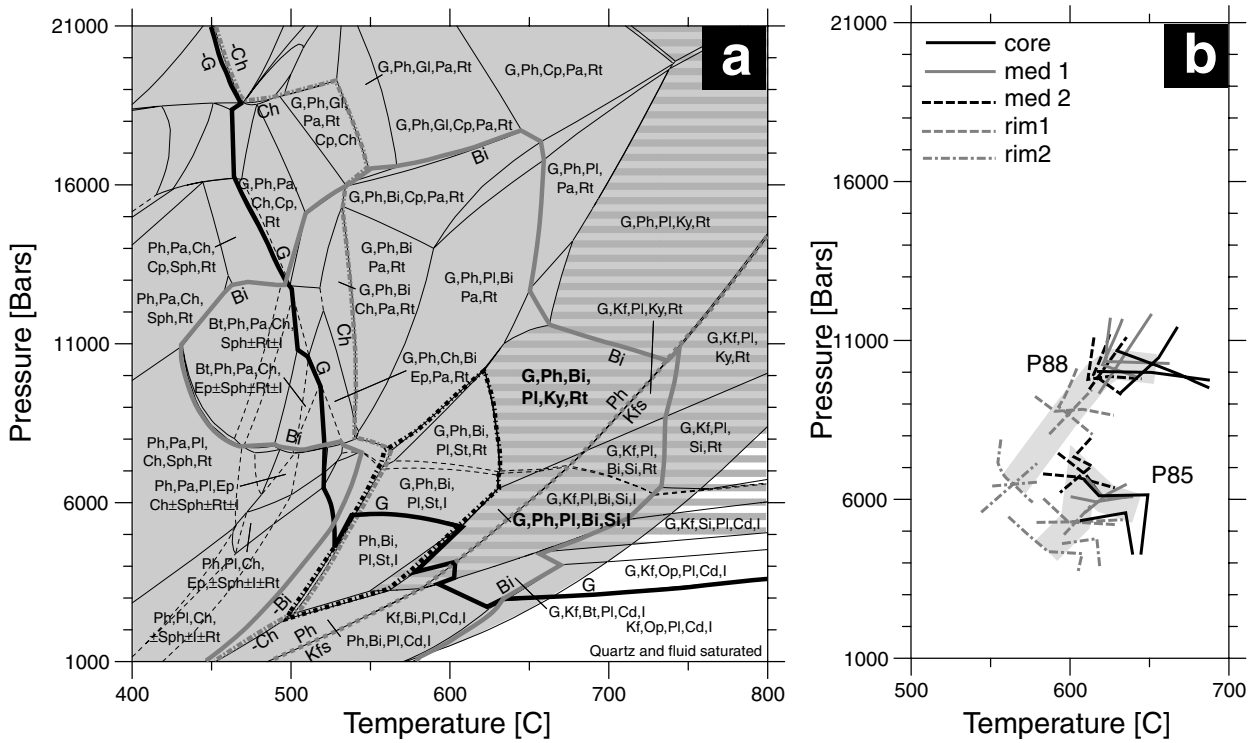 21000
16000
11000
6000
1000
Pressure [Bars]
400
500
600
700
800
Temperature [C]
a
-G
-Ch
Ch
G,Ph,Gl,Pa,Rt
G,Ph,Cp,Pa,Rt
G,Ph,Gl,
Pa,Rt
Cp,Ch
G,Ph,Gl,Cp,Pa,Rt
Bi
G,Ph,Pa,
Ch,Cp,
Rt
G,Ph,Bi,Cp,Pa,Rt
G,Ph,Pl,
Pa,Rt
G,Ph,Pl,Ky,Rt
G
Ph,Pa,Ch,
Cp,Sph,Rt
G,Ph,Bi
Pa,Rt
G,Ph,Bi
Ch,Pa,Rt
G,Ph,Pl,Bi
Pa,Rt
Ph,Pa,Ch,
Sph,Rt
Bi
Bt,Ph,Pa,Ch,
Sph±Rt±I
Ch
G,Kf,Pl,Ky,Rt
Bi
G,Kf,Pl,
Ky,Rt
Bt,Ph,Pa,Ch,
Ep±Sph±Rt±I
G
G,Ph,Ch,Bi
Ep,Pa,Rt
G,Ph,Bi,
Pl,Ky,Rt
Ph
Kfs
Ph,Pa,Pl,
Ch,Sph,Rt
Bi
G,Ph,Bi,
Pl,St,Rt
G,Kf,Pl,
Bi,Si,Rt
G,Kf,Pl,
Si,Rt
Ph,Pa,Pl,Ep
Ch±Sph±Rt±I
G,Ph,Bi,
Pl,St,I
G,Kf,Pl,Bi,Si,I
G,Ph,Pl,Bi,Si,I
G
Ph,Bi,
Pl,St,I
G,Kf,Si,Pl,Cd,I
Ph,Pl,Ch,
Ep,±Sph±I±Rt
G,Kf,Op,Pl,Cd,I
-Bi
Bi
G
Ph,Pl,Ch,
±Sph±I±Rt
Kf,Bi,Pl,Cd,I
G,Kf,Bt,Pl,Cd,I
-Ch
Ph
Kfs
Ph,Bi,Pl,Cd,I
Kf,Op,Pl,Cd,I
Quartz and fluid saturated
21000
16000
11000
6000
1000
Pressure [Bars]
500
600
700
Temperature [C]
b
core
med 1
med 2
rim1
rim2
P88
P85